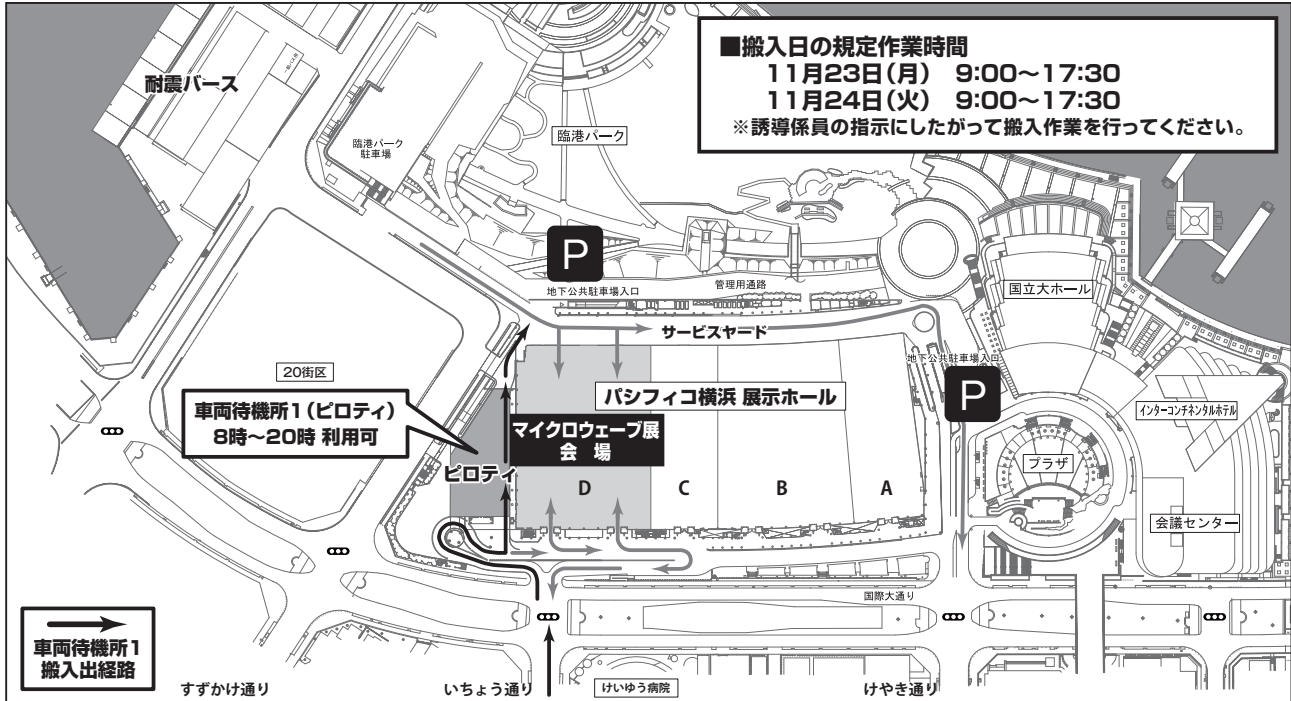 ■搬入日の規定作業時間
11月23日(月) 9:00～17:30
11月24日(火) 9:00～17:30
※誘導係員の指示にしたがって搬入作業を行ってください。
耐震バース
臨港パーク
駐車場
臨港パーク
P
地下公共駐車場入口
管理用通路
国立大ホール
サービスヤード
地下公共駐車場入口
P
20街区
車両待機所1(ピロティ)
8時～20時 利用可
パシフィコ横浜 展示ホール
マイクロウェーブ展
会 場
ピロティ
D
C
B
A
インターコンチネンタルホテル
プラザ
会議センター
国際大通り
車両待機所1
搬入出経路
すずかけ通り
いちょう通り
けいゆう病院
けやき通り